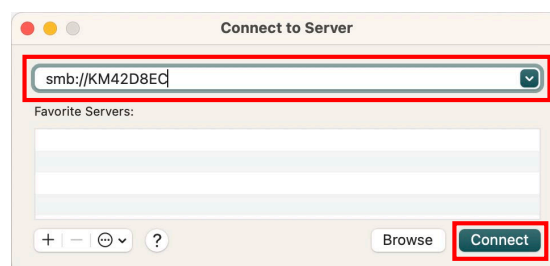 Connect to Server
smb://KM42D8EC
Favorite Servers:
?
Browse
Connect